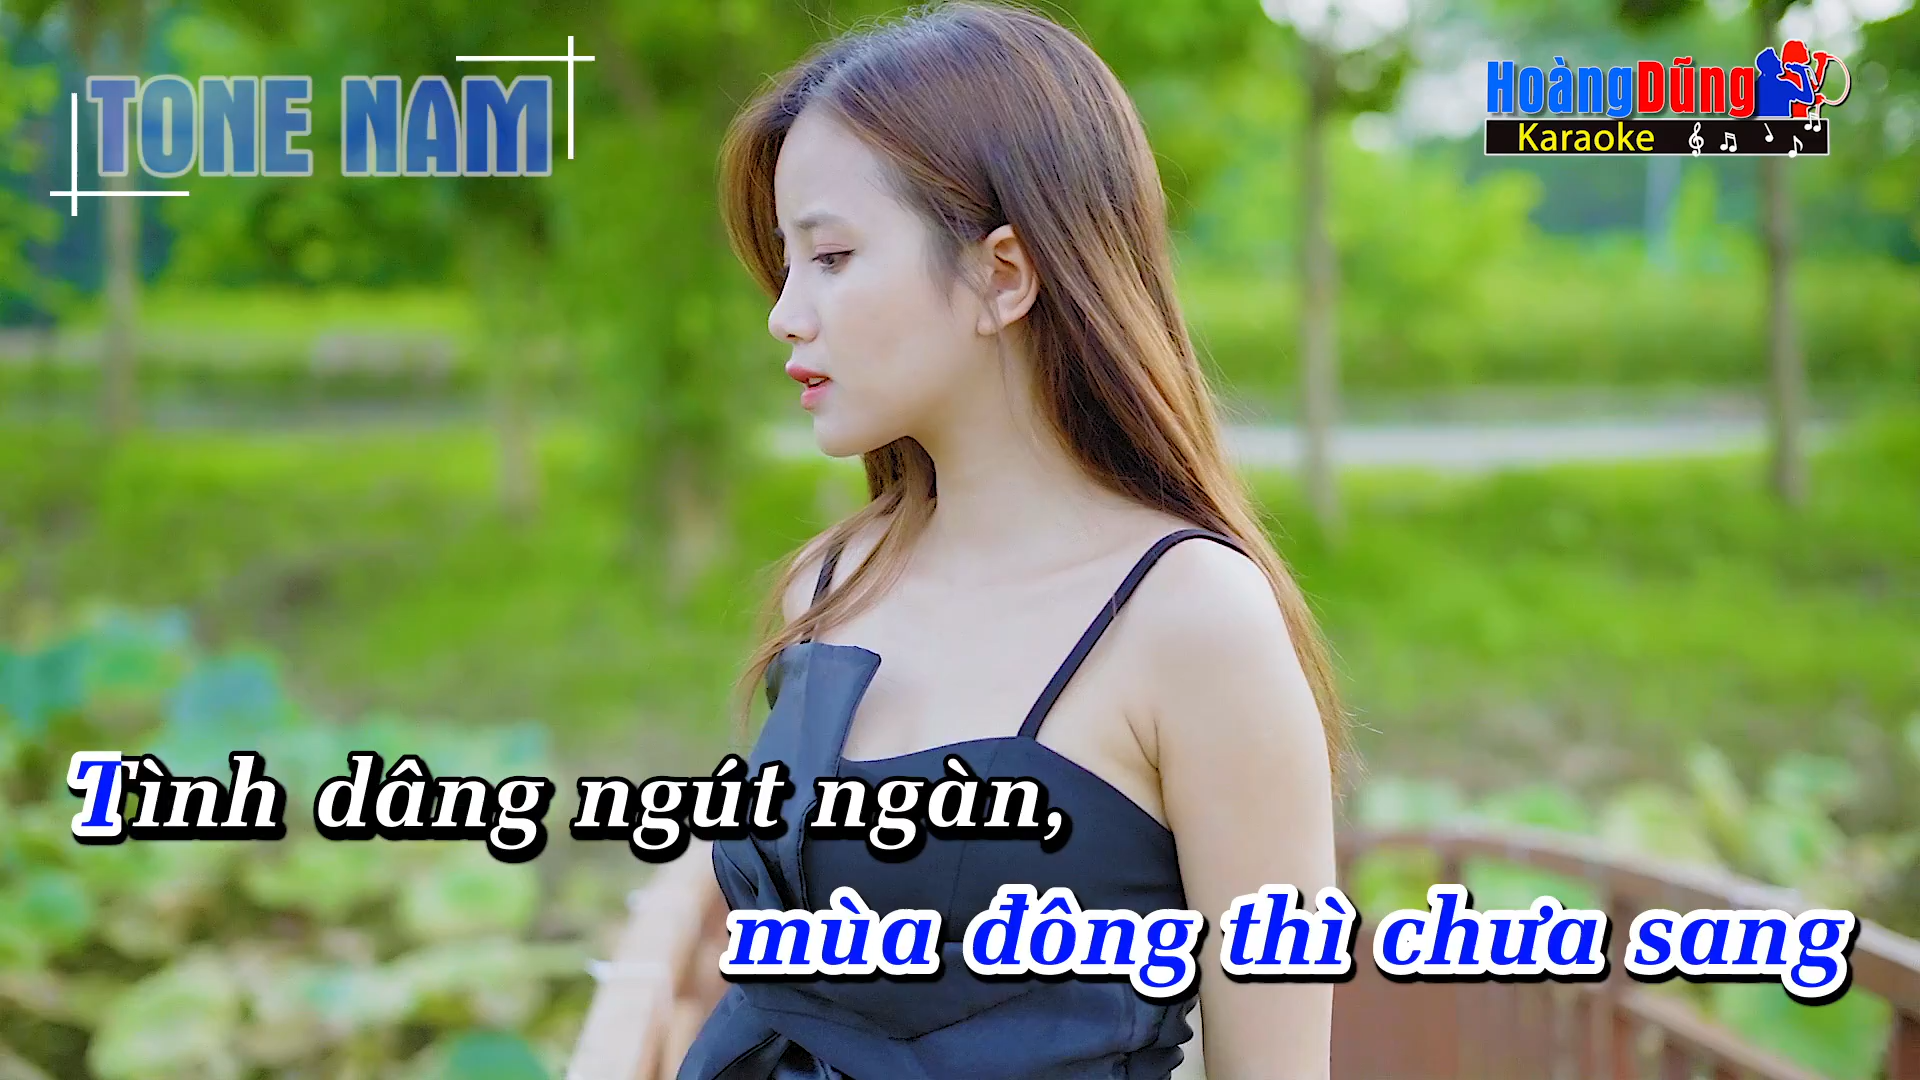 TONE NAM
HoàngDũng
Karaoke
Tình dâng ngút ngàn,
mùa đông thì chưa sang